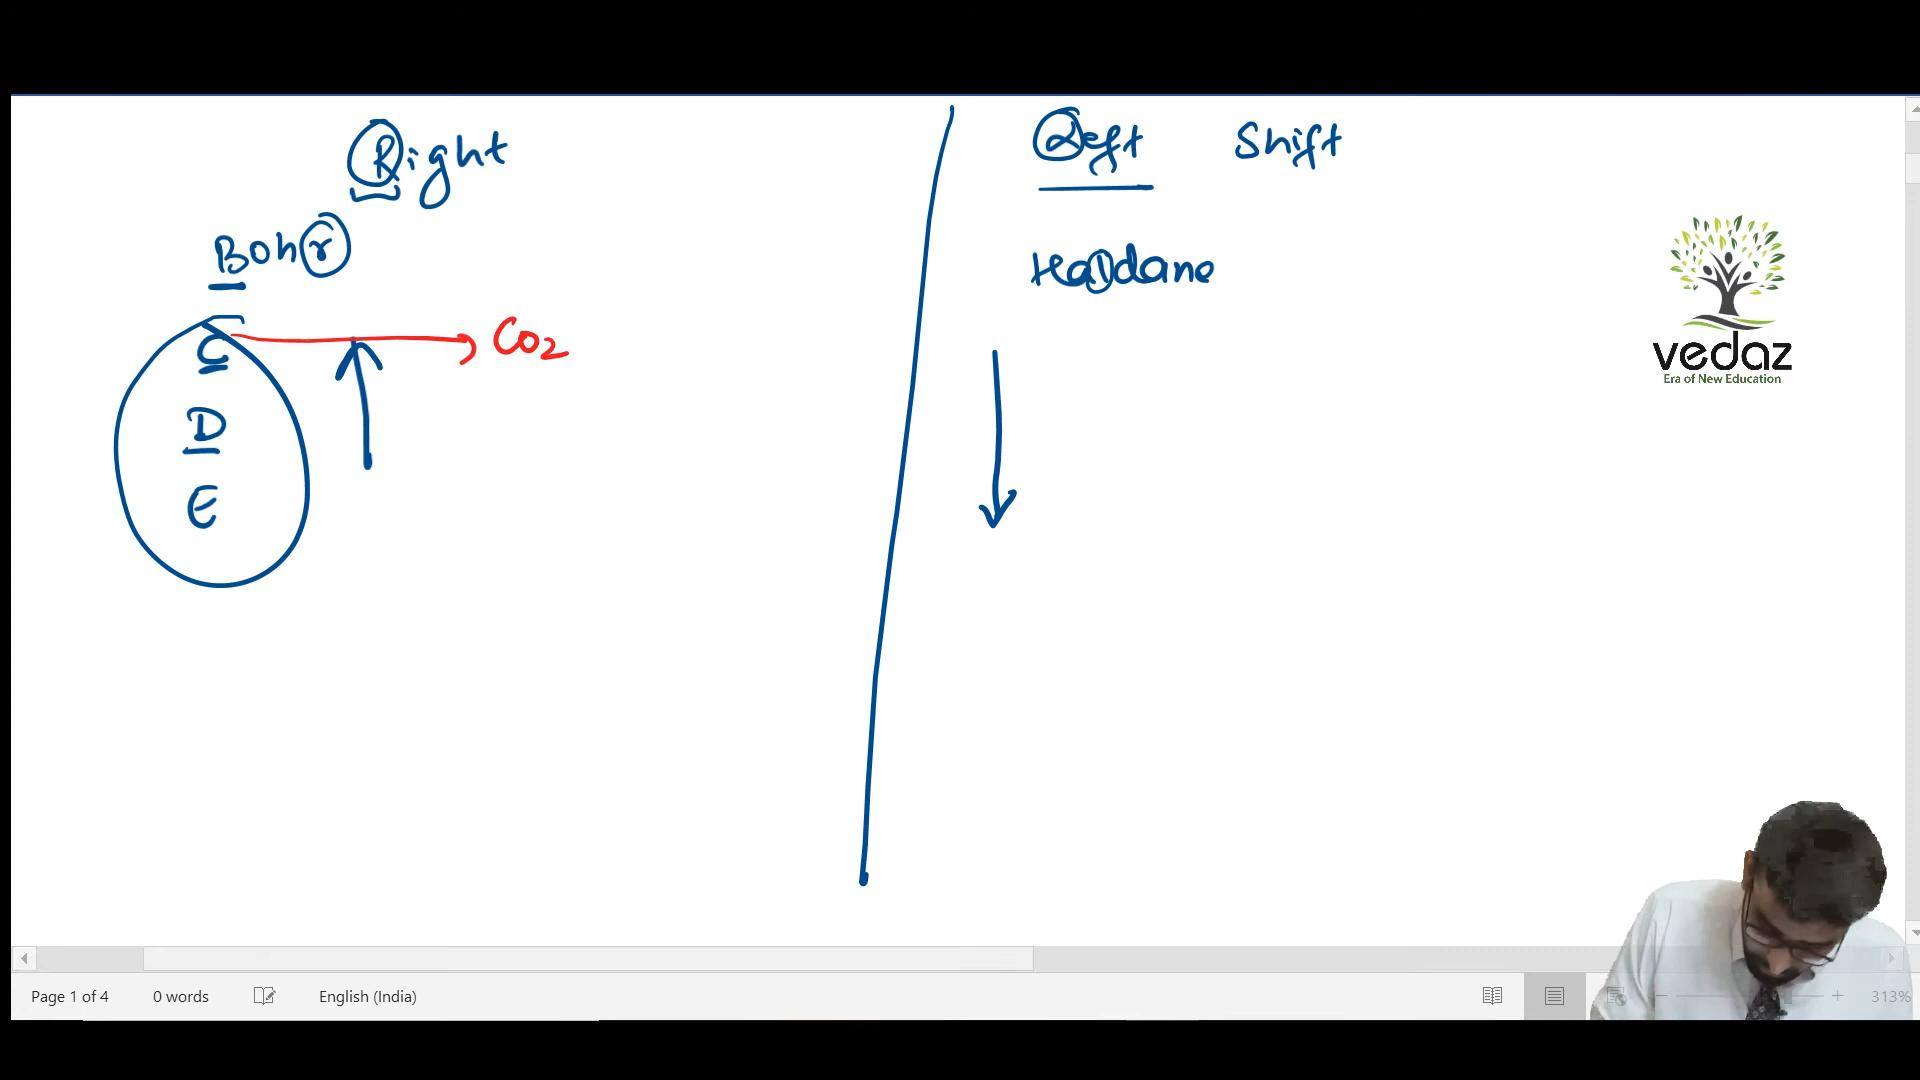 Right
Bohr
C
CO2
D
E
Left Shift
Haldane
vedaz
Era of New Education
Page 1 of 4
0 words
English (India)
313%